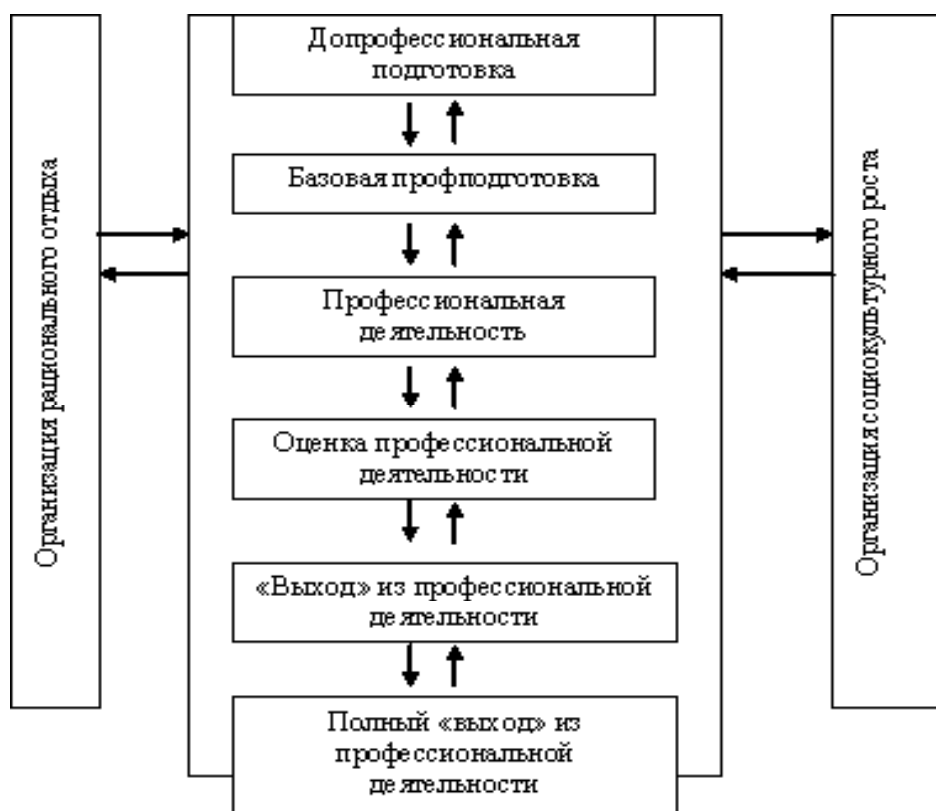 Организация рационального отдыха
Допрофессиональная
подготовка
Базовая профподготовка
Профессиональная
деятельность
Оценка профессиональной
деятельности
«Выход» из профессиональной
деятельности
Полный «выход» из
профессиональной
деятельности
Организация социокультурного роста